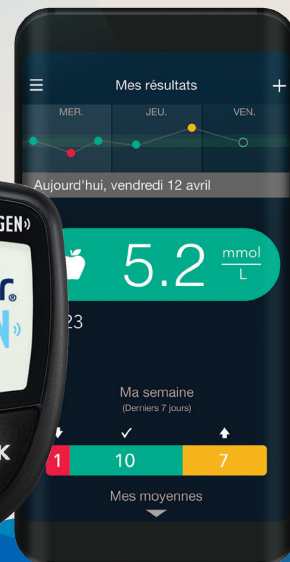 Mes résultats
+
MER. JEU. VEN.
Aujourd'hui, vendredi 12 avril
5.2 mmol
L
23
Ma semaine
(Derniers 7 jours)
1 10 7
Mes moyennes
GEN
r®
N
K